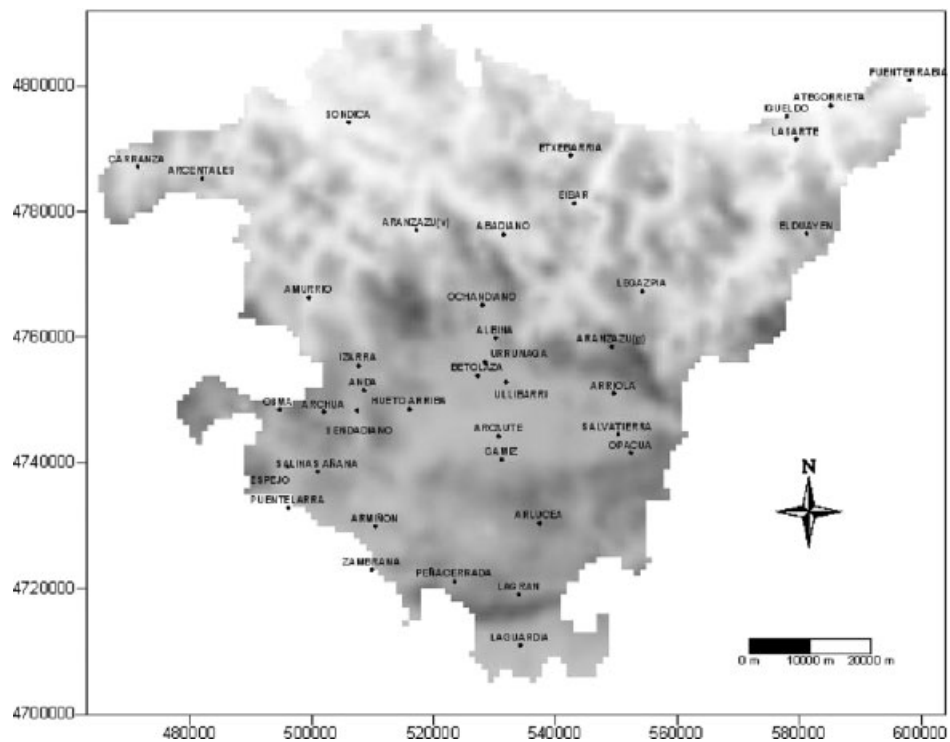 4800000
4780000
4760000
4740000
4720000
4700000
FUENTERRABIA
ATEGORRIETA
IGUELDO
LASARTE
SONDICA
ETXEBARRIA
CARRANZA
ARCENTALES
EIBAR
ARANZAZU(v)
ABADIANO
ELDUAYEN
AMURRIO
LEGAZPIA
OCHANDIANO
ALBINA
ARANZAZU(g)
IZARRA
URRUNAGA
BETOLAZA
ANDA
ULLIBARRI
ARRIOLA
OSMA
ARCHUA
HUETO ARRIBA
SENDADIANO
ARCAUTE
SALVATIERRA
GAMIZ
OPACUA
SALINAS AÑANA
ESPEJO
PUENTELARRA
N
ARMIÑON
ARLUCEA
ZAMBRANA
PEÑACERRADA
LAGRAN
LAGUARDIA
0 m 10000 m 20000 m
480000 500000 520000 540000 560000 580000 600000